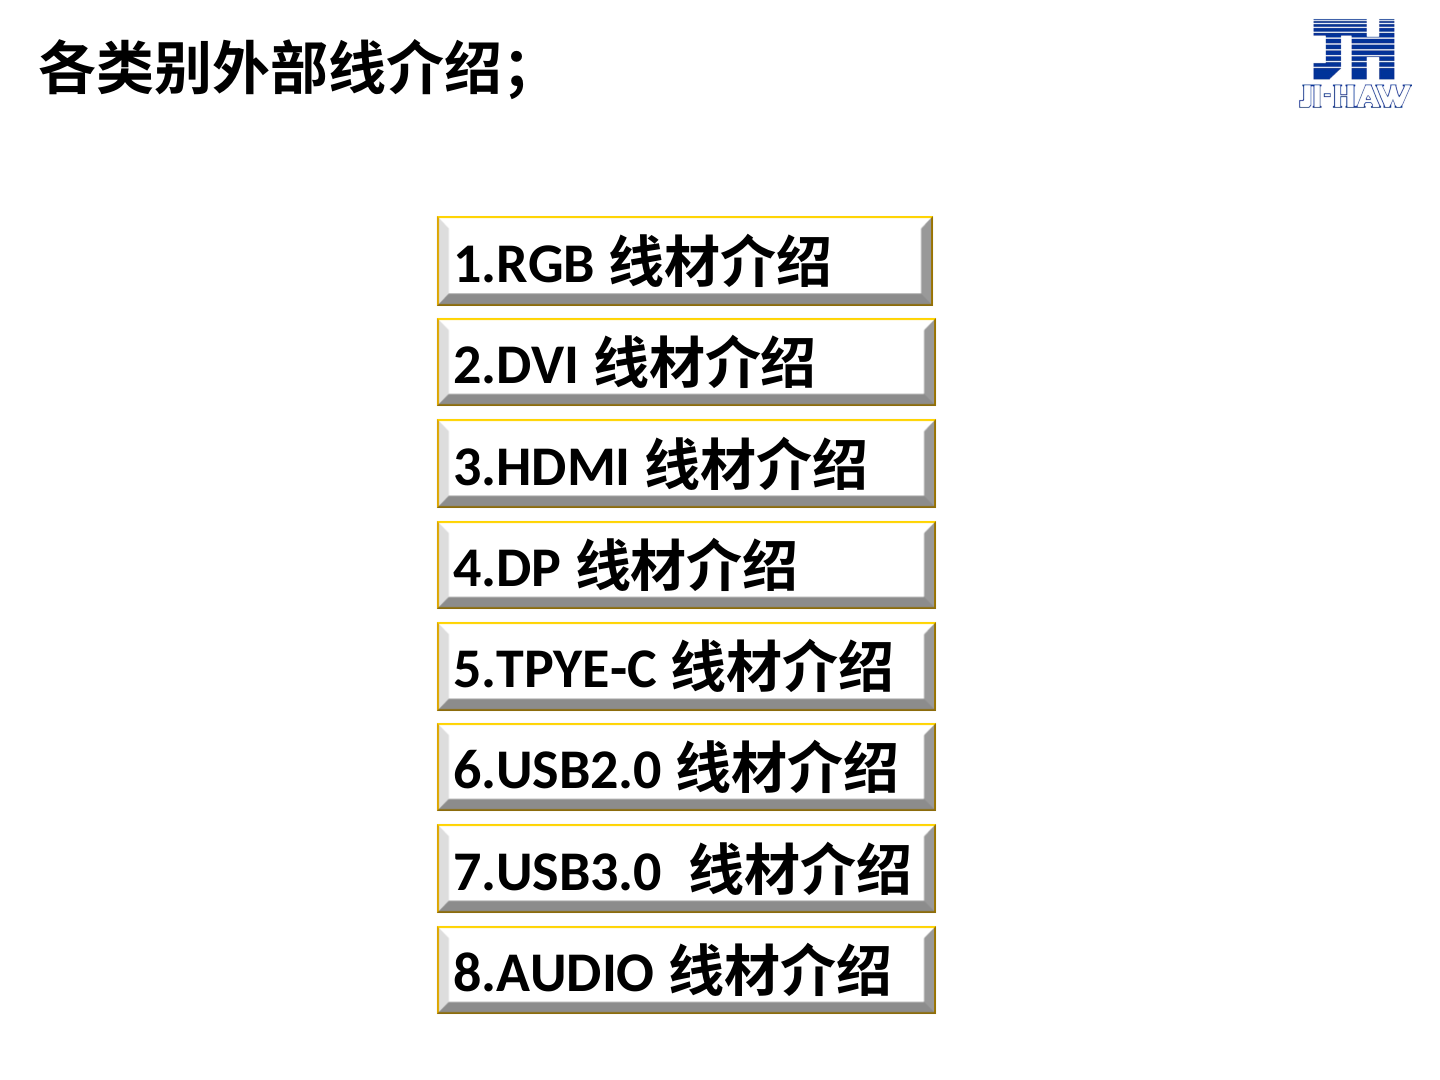 各类别外部线介绍；
JH
JI-HAW
1.RGB 线材介绍
2.DVI 线材介绍
3.HDMI 线材介绍
4.DP 线材介绍
5.TPYE-C 线材介绍
6.USB2.0 线材介绍
7.USB3.0 线材介绍
8.AUDIO 线材介绍